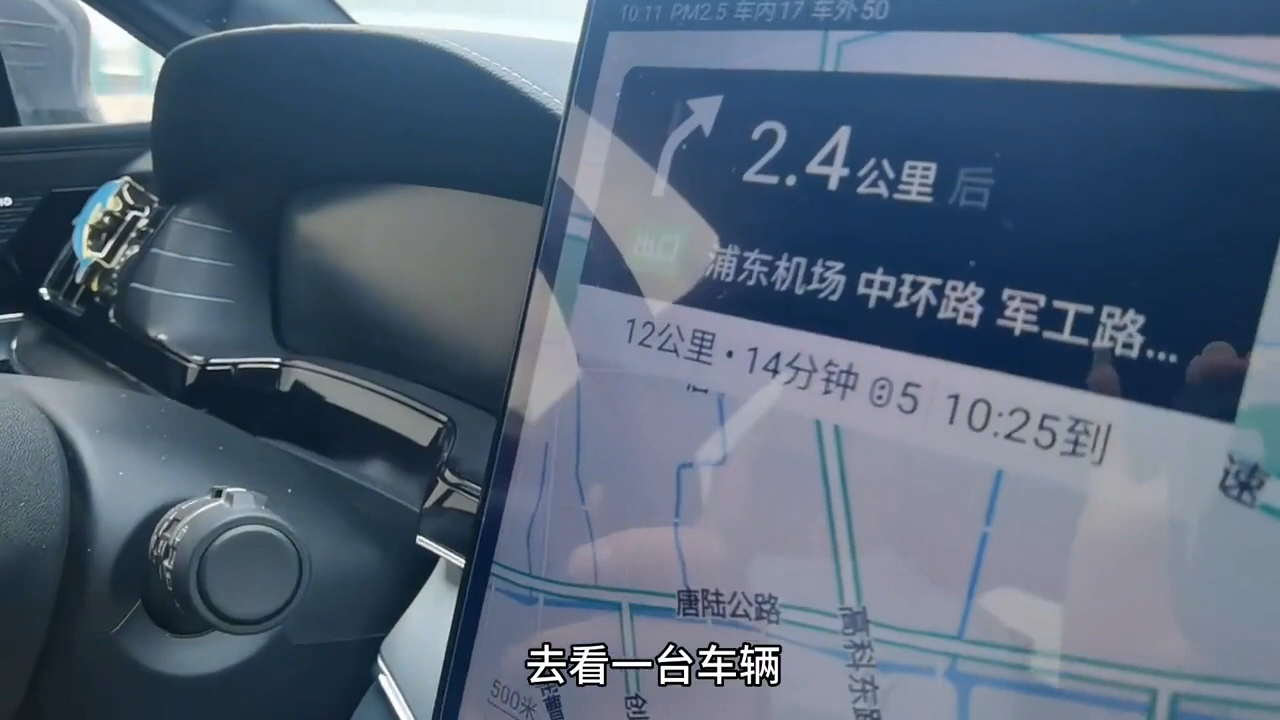 10:11 PM2.5 车内17 车外50
2.4公里 后
出口 浦东机场 中环路 军工路...
12公里·14分钟 5 10:25到
速
唐陆公路
高科东路
500米
创
去看一台车辆